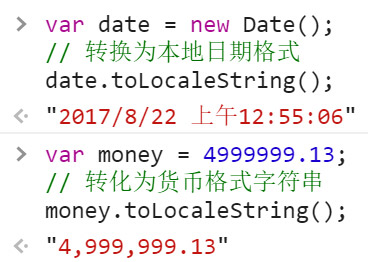 > var date = new Date();
// 转换为本地日期格式
date.toLocaleString();
"2017/8/22 上午12:55:06"
> var money = 4999999.13;
// 转化为货币格式字符串
money.toLocaleString();
"4,999,999.13"